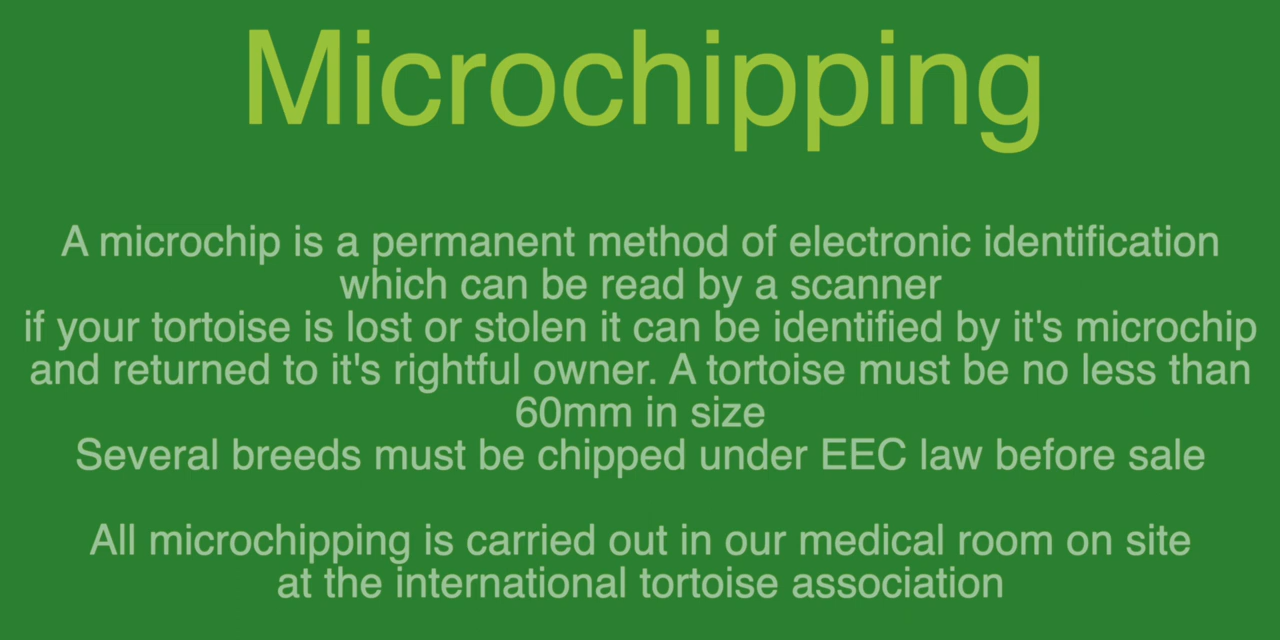 Microchipping
A microchip is a permanent method of electronic identification
which can be read by a scanner
if your tortoise is lost or stolen it can be identified by it's microchip
and returned to it's rightful owner. A tortoise must be no less than
60mm in size
Several breeds must be chipped under EEC law before sale
All microchipping is carried out in our medical room on site
at the international tortoise association